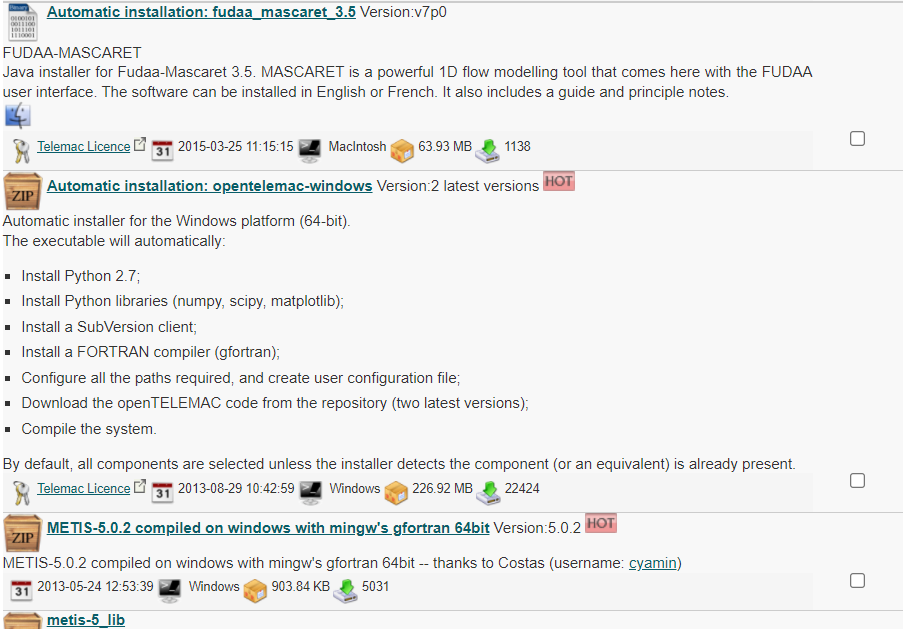 Automatic installation: fudaa_mascaret_3.5 Version:v7p0
FUDAA-MASCARET
Java installer for Fudaa-Mascaret 3.5. MASCARET is a powerful 1D flow modelling tool that comes here with the FUDAA
user interface. The software can be installed in English or French. It also includes a guide and principle notes.
Telemac Licence 31 2015-03-25 11:15:15 MacIntosh 63.93 MB 1138
ZIP Automatic installation: opentelemac-windows Version:2 latest versions HOT
Automatic installer for the Windows platform (64-bit).
The executable will automatically:
▪ Install Python 2.7;
▪ Install Python libraries (numpy, scipy, matplotlib);
▪ Install a SubVersion client;
▪ Install a FORTRAN compiler (gfortran);
▪ Configure all the paths required, and create user configuration file;
▪ Download the openTELEMAC code from the repository (two latest versions);
▪ Compile the system.
By default, all components are selected unless the installer detects the component (or an equivalent) is already present.
Telemac Licence 31 2013-08-29 10:42:59 Windows 226.92 MB 22424
ZIP METIS-5.0.2 compiled on windows with mingw's gfortran 64bit Version:5.0.2 HOT
METIS-5.0.2 compiled on windows with mingw's gfortran 64bit -- thanks to Costas (username: cyamin)
31 2013-05-24 12:53:39 Windows 903.84 KB 5031
metis-5_lib